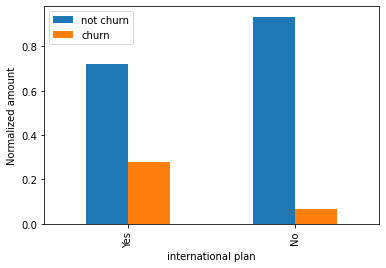 not churn
churn
Normalized amount
0.8
0.6
0.4
0.2
0.0
Yes
No
international plan